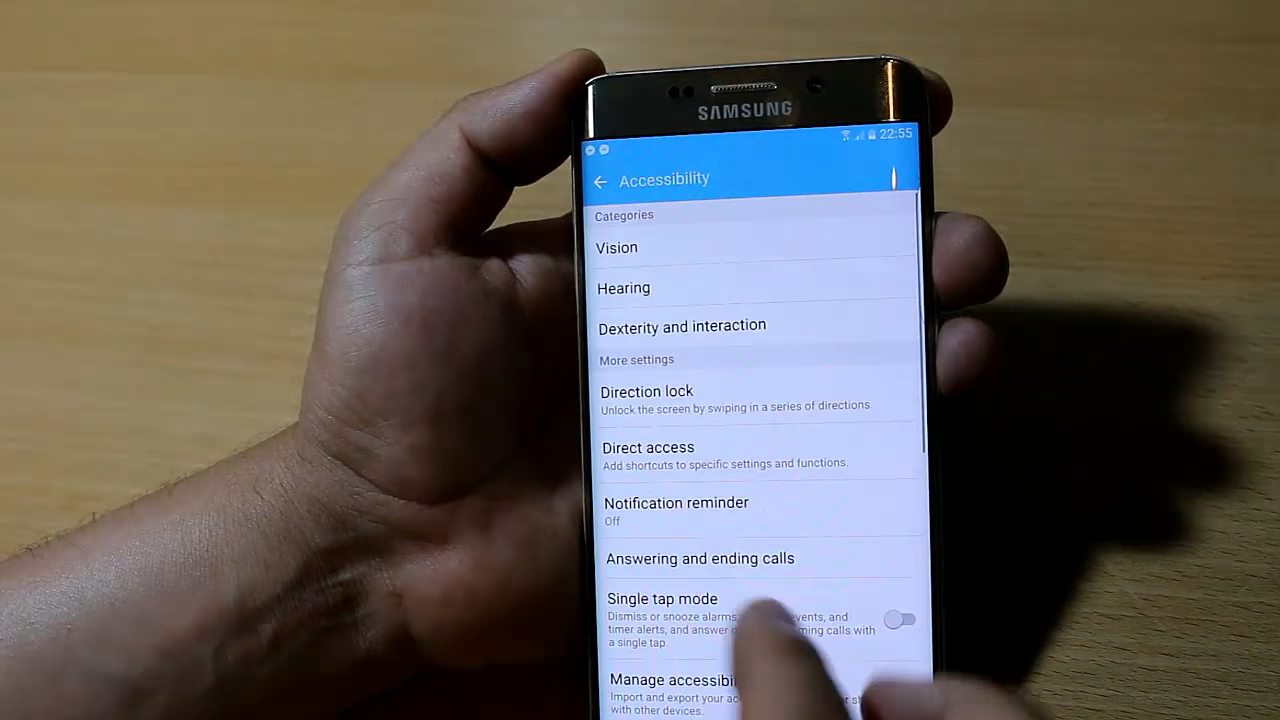 SAMSUNG
22:55
Accessibility
Categories
Vision
Hearing
Dexterity and interaction
More settings
Direction lock
Unlock the screen by swiping in a series of directions.
Direct access
Add shortcuts to specific settings and functions.
Notification reminder
Off
Answering and ending calls
Single tap mode
Dismiss or snooze alarms, events, and
timer alerts, and answer calls with
a single tap.
Manage
Import and export your
with other devices.